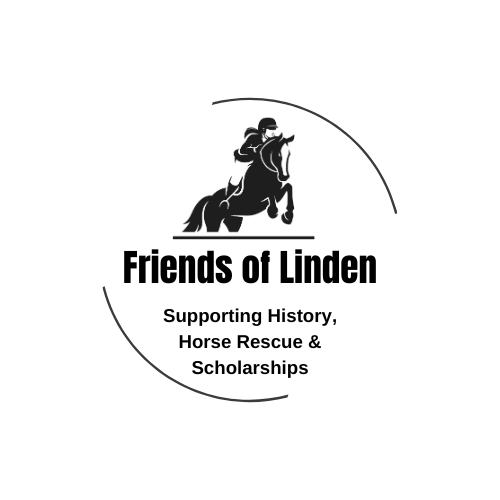 Friends of Linden
Supporting History,
Horse Rescue &
Scholarships